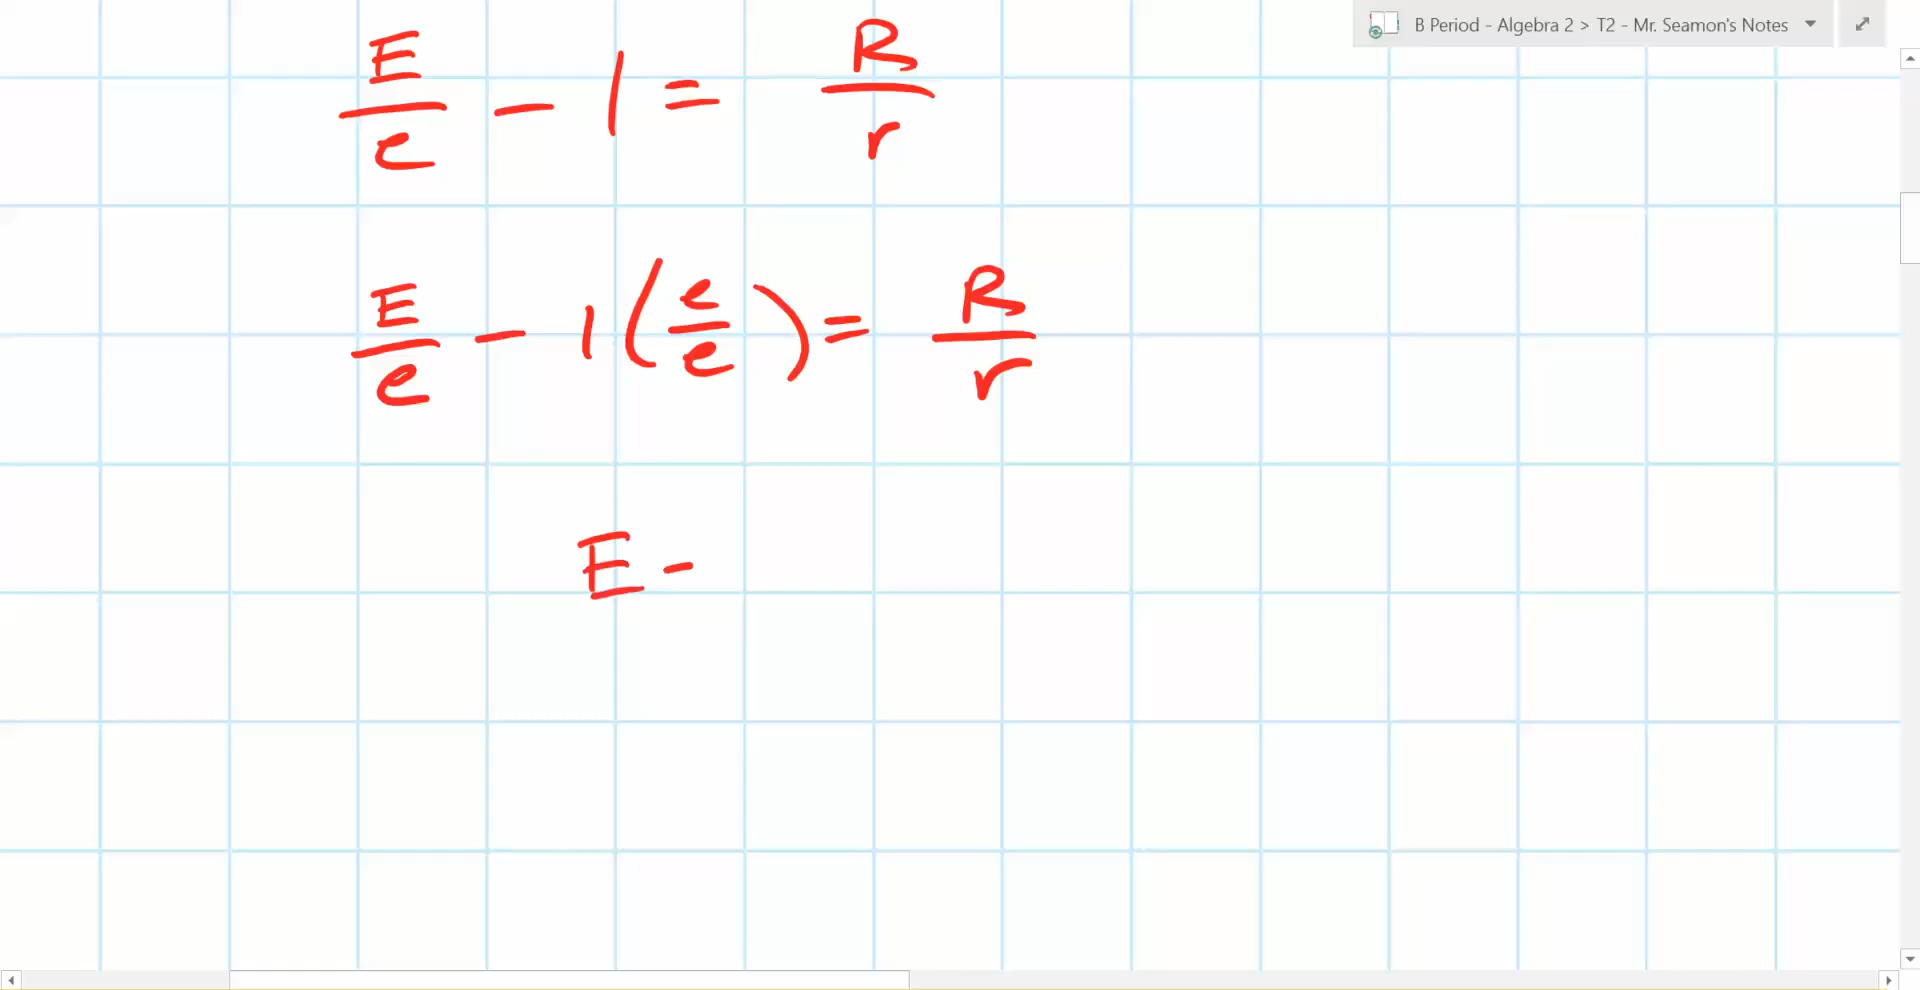 B Period - Algebra 2 > T2 - Mr. Seamon's Notes
E/e - 1 = R/r
E/e - 1(e/e) = R/r
E -